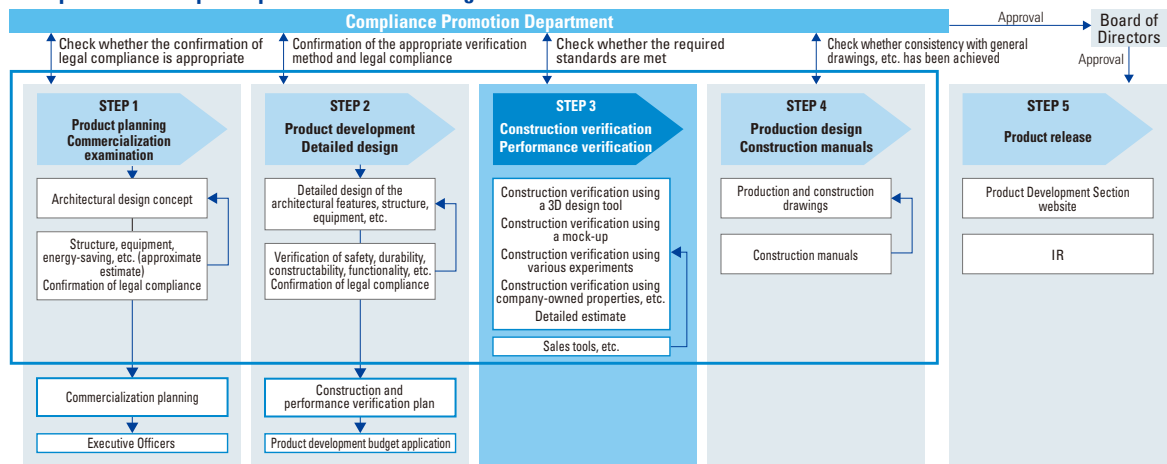 Compliance Promotion Department
Approval
Board of
Directors
Approval
Check whether the confirmation of
legal compliance is appropriate
Confirmation of the appropriate verification
method and legal compliance
Check whether the required
standards are met
Check whether consistency with general
drawings, etc. has been achieved
STEP 1
Product planning
Commercialization
examination
Architectural design concept
Structure, equipment,
energy-saving, etc. (approximate
estimate)
Confirmation of legal compliance
Commercialization planning
Executive Officers
STEP 2
Product development
Detailed design
Detailed design of the
architectural features, structure,
equipment, etc.
Verification of safety, durability,
constructability, functionality, etc.
Confirmation of legal compliance
Construction and
performance verification plan
Product development budget application
STEP 3
Construction verification
Performance verification
Construction verification using
a 3D design tool
Construction verification using
a mock-up
Construction verification using
various experiments
Construction verification using
company-owned properties, etc.
Detailed estimate
Sales tools, etc.
STEP 4
Production design
Construction manuals
Production and construction
drawings
Construction manuals
STEP 5
Product release
Product Development Section
website
IR